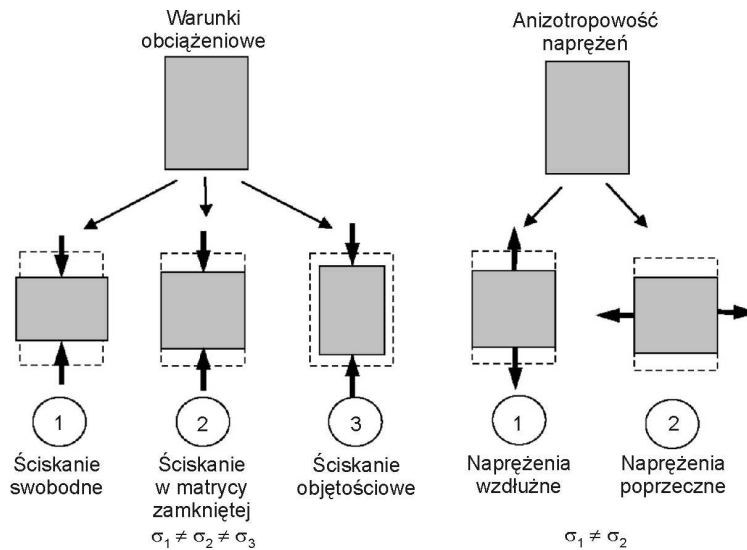 Warunki
obciążeniowe
Anizotropowość
naprężeń
1
Ściskanie
swobodne
2
Ściskanie
w matrycy
zamkniętej
3
Ściskanie
objętościowe
σ₁ ≠ σ₂ ≠ σ₃
1
Naprężenia
wzdłużne
2
Naprężenia
poprzeczne
σ₁ ≠ σ₂